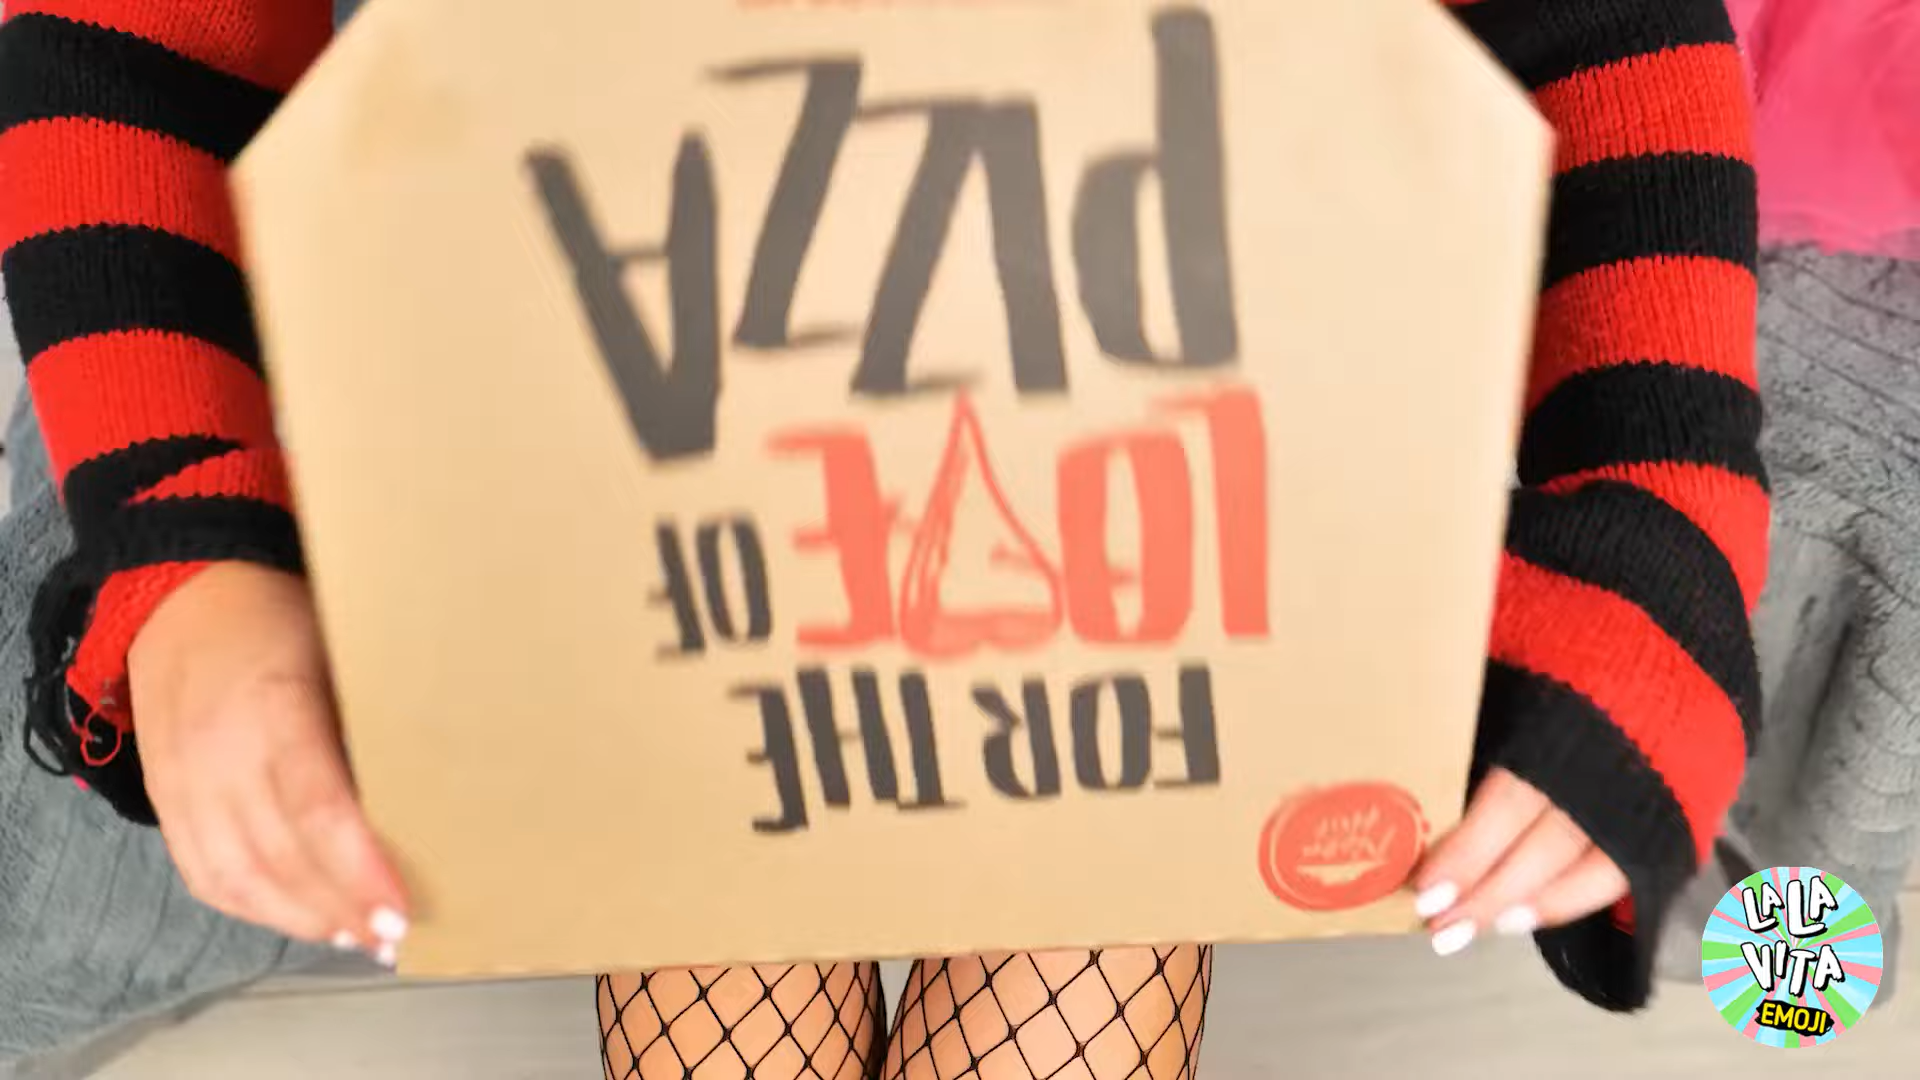 FOR THE
LOVE OF
PIZZA
LA LA
VITA
EMOJI